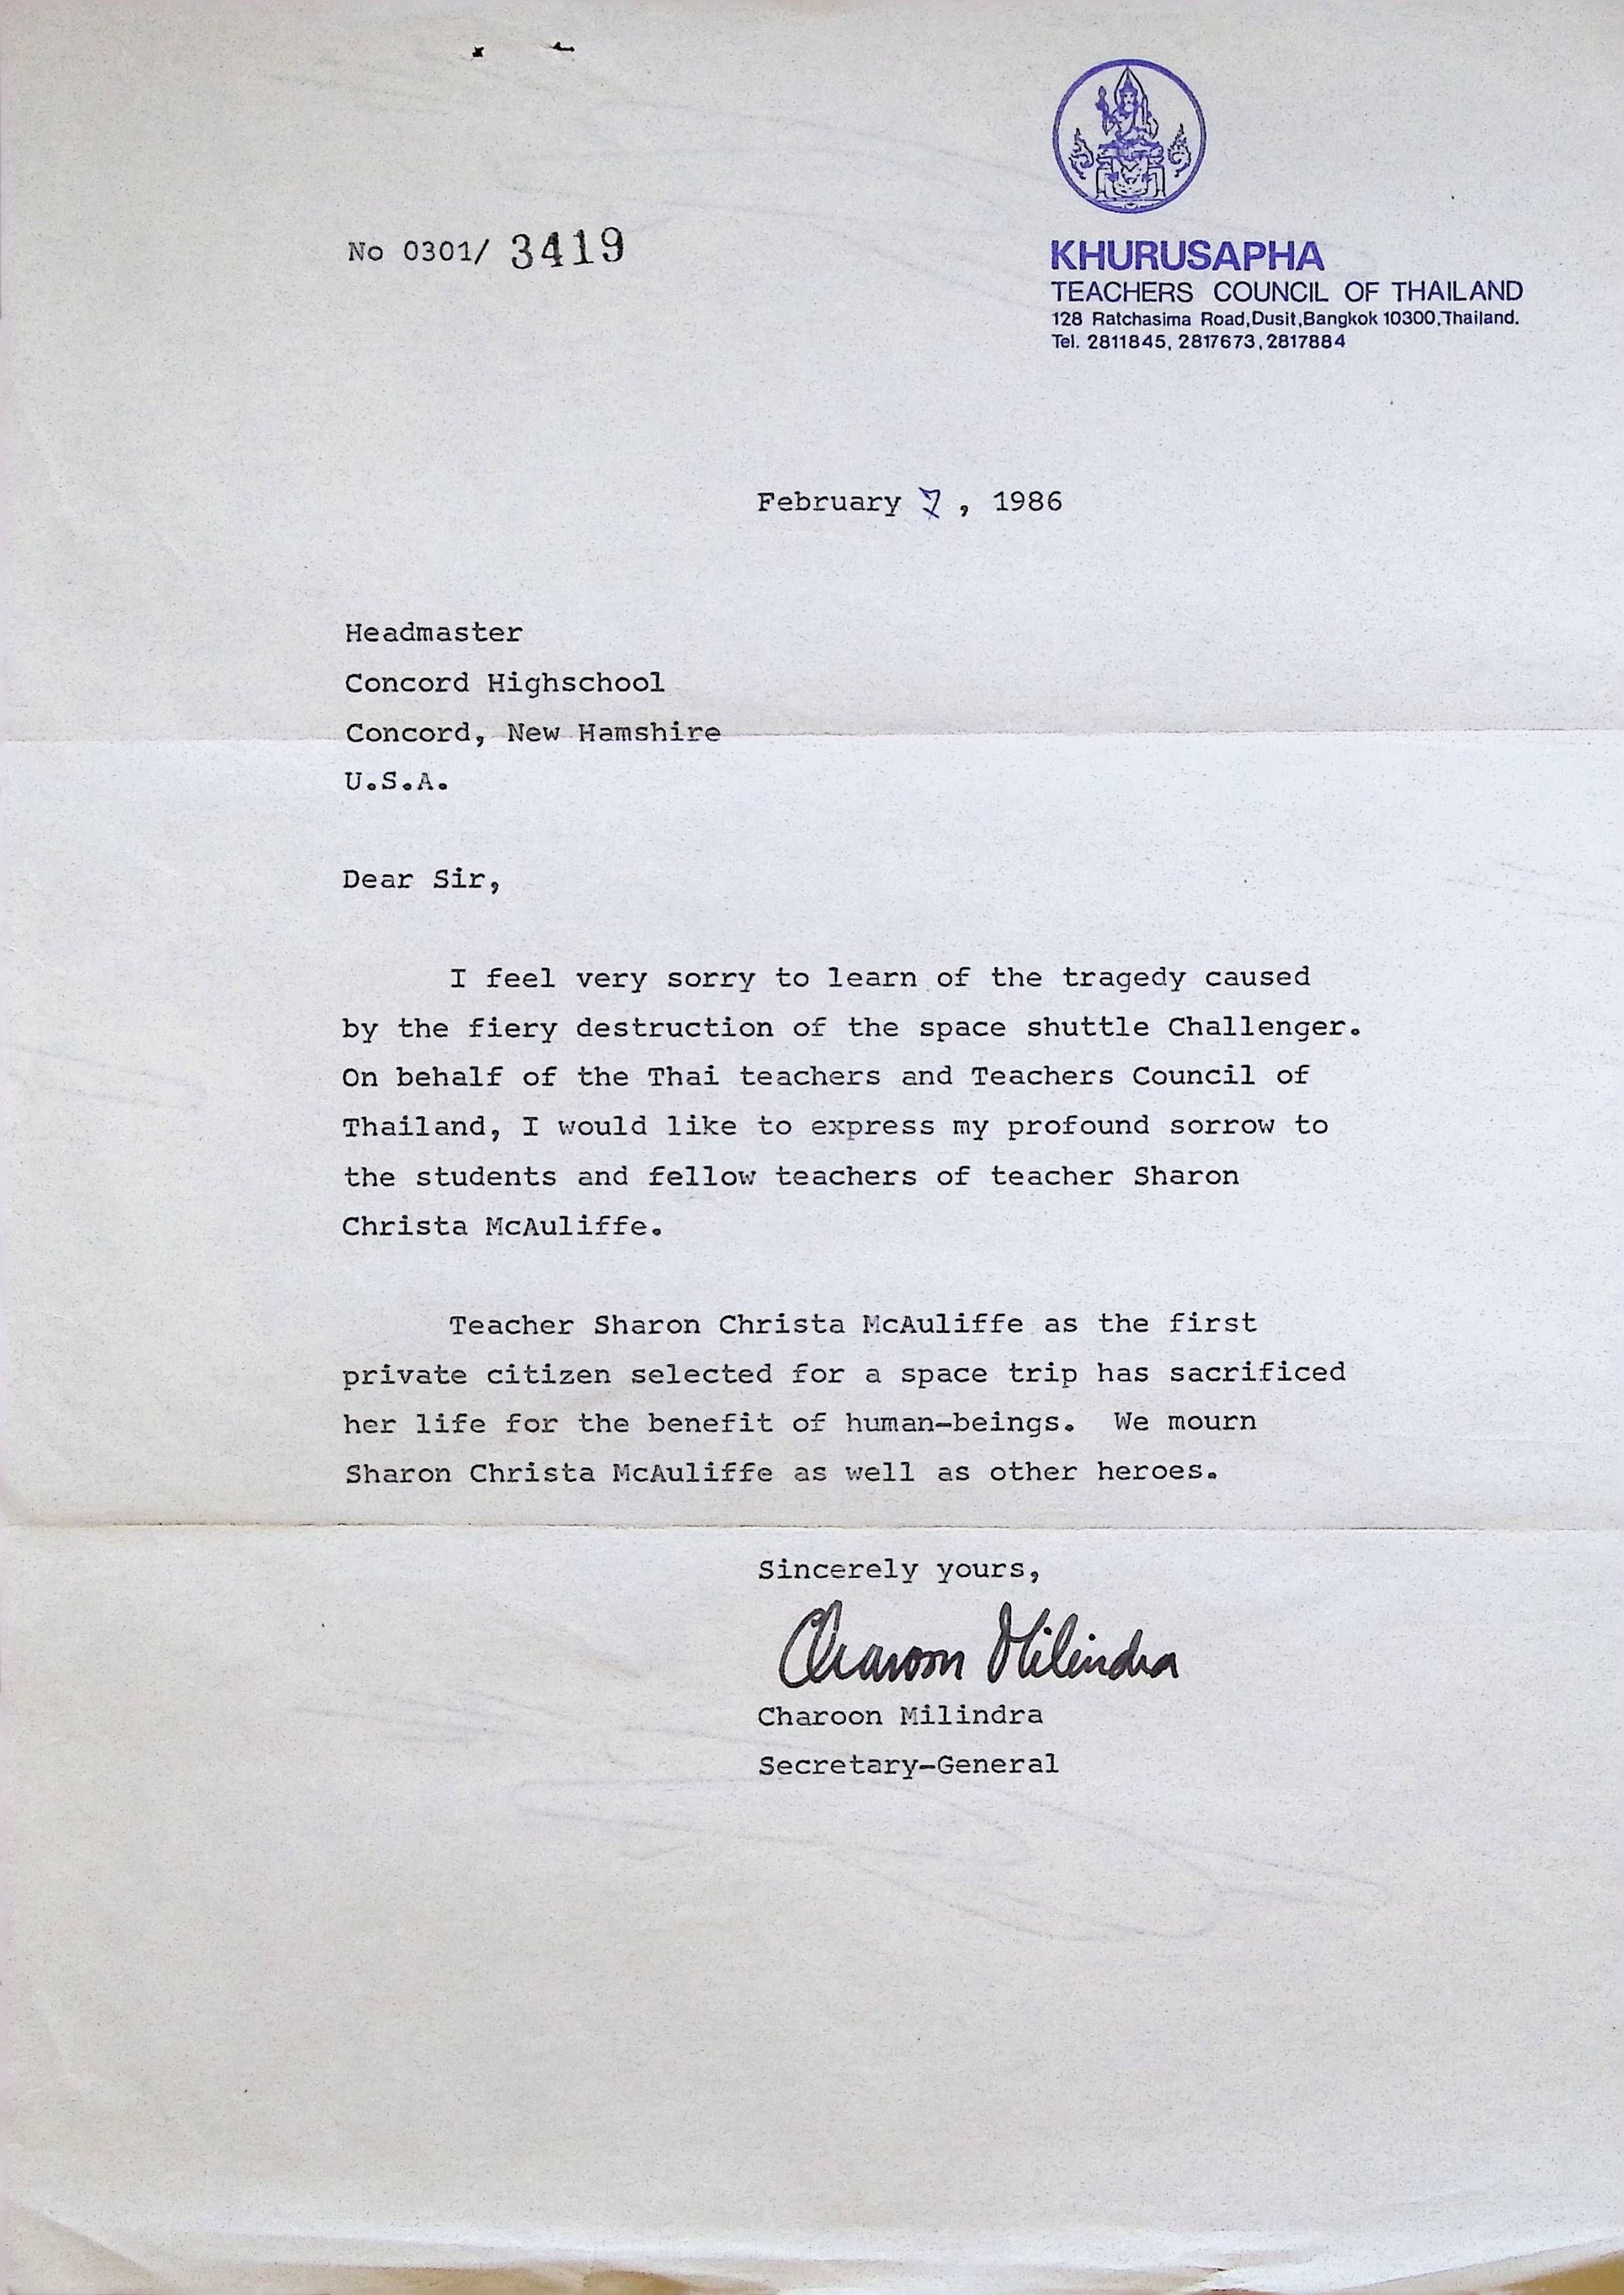 No 0301/ 3419
KHURUSAPHA
TEACHERS COUNCIL OF THAILAND
128 Ratchasima Road,Dusit,Bangkok 10300,Thailand.
Tel. 2811845, 2817673,2817884
February 7 , 1986
Headmaster
Concord Highschool
Concord, New Hamshire
U.S.A.
Dear Sir,
I feel very sorry to learn of the tragedy caused
by the fiery destruction of the space shuttle Challenger.
On behalf of the Thai teachers and Teachers Council of
Thailand, I would like to express my profound sorrow to
the students and fellow teachers of teacher Sharon
Christa McAuliffe.
Teacher Sharon Christa McAuliffe as the first
private citizen selected for a space trip has sacrificed
her life for the benefit of human-beings. We mourn
Sharon Christa McAuliffe as well as other heroes.
Sincerely yours,
Charoon Milindra
Charoon Milindra
Secretary-General